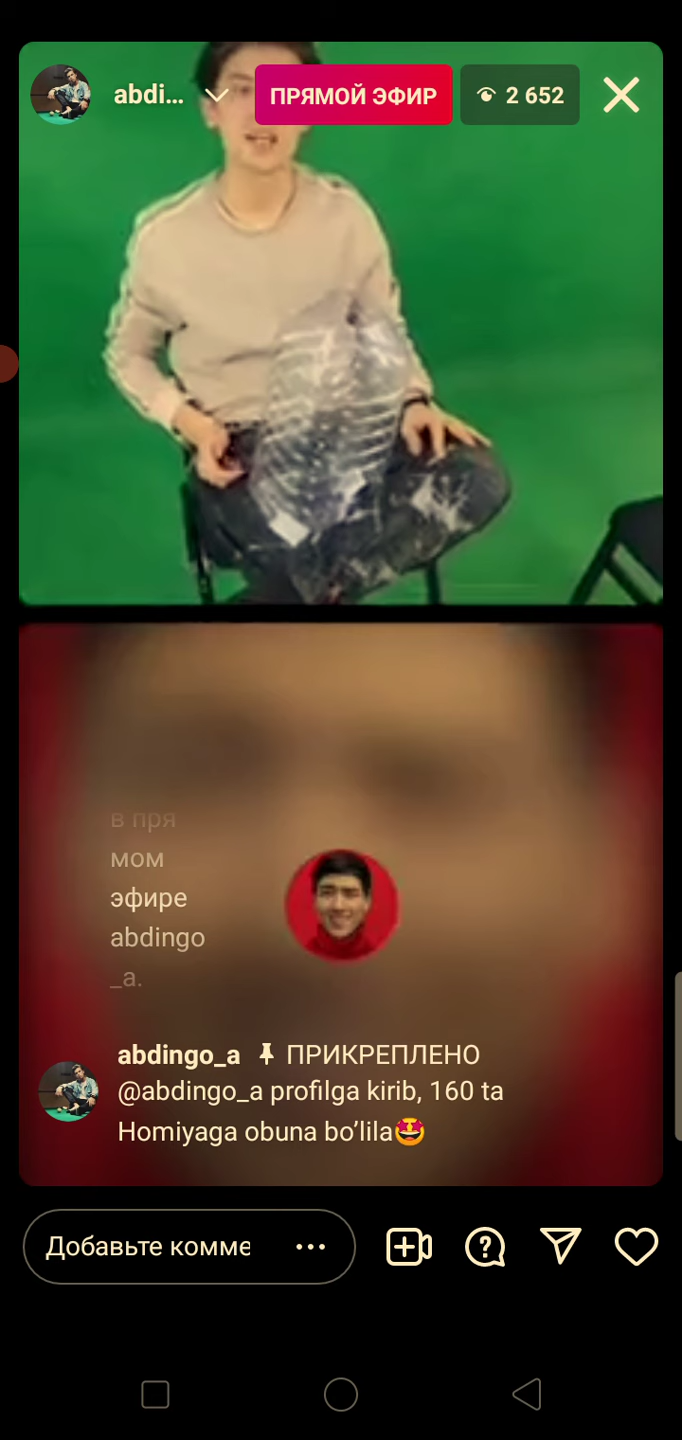 abdi...
ПРЯМОЙ ЭФИР
2 652
в пря
мом
эфире
abdingo
_a.
abdingo_a ПРИКРЕПЛЕНО
@abdingo_a profilga kirib, 160 ta
Homiyaga obuna bo’lila🤩
Добавьте комме